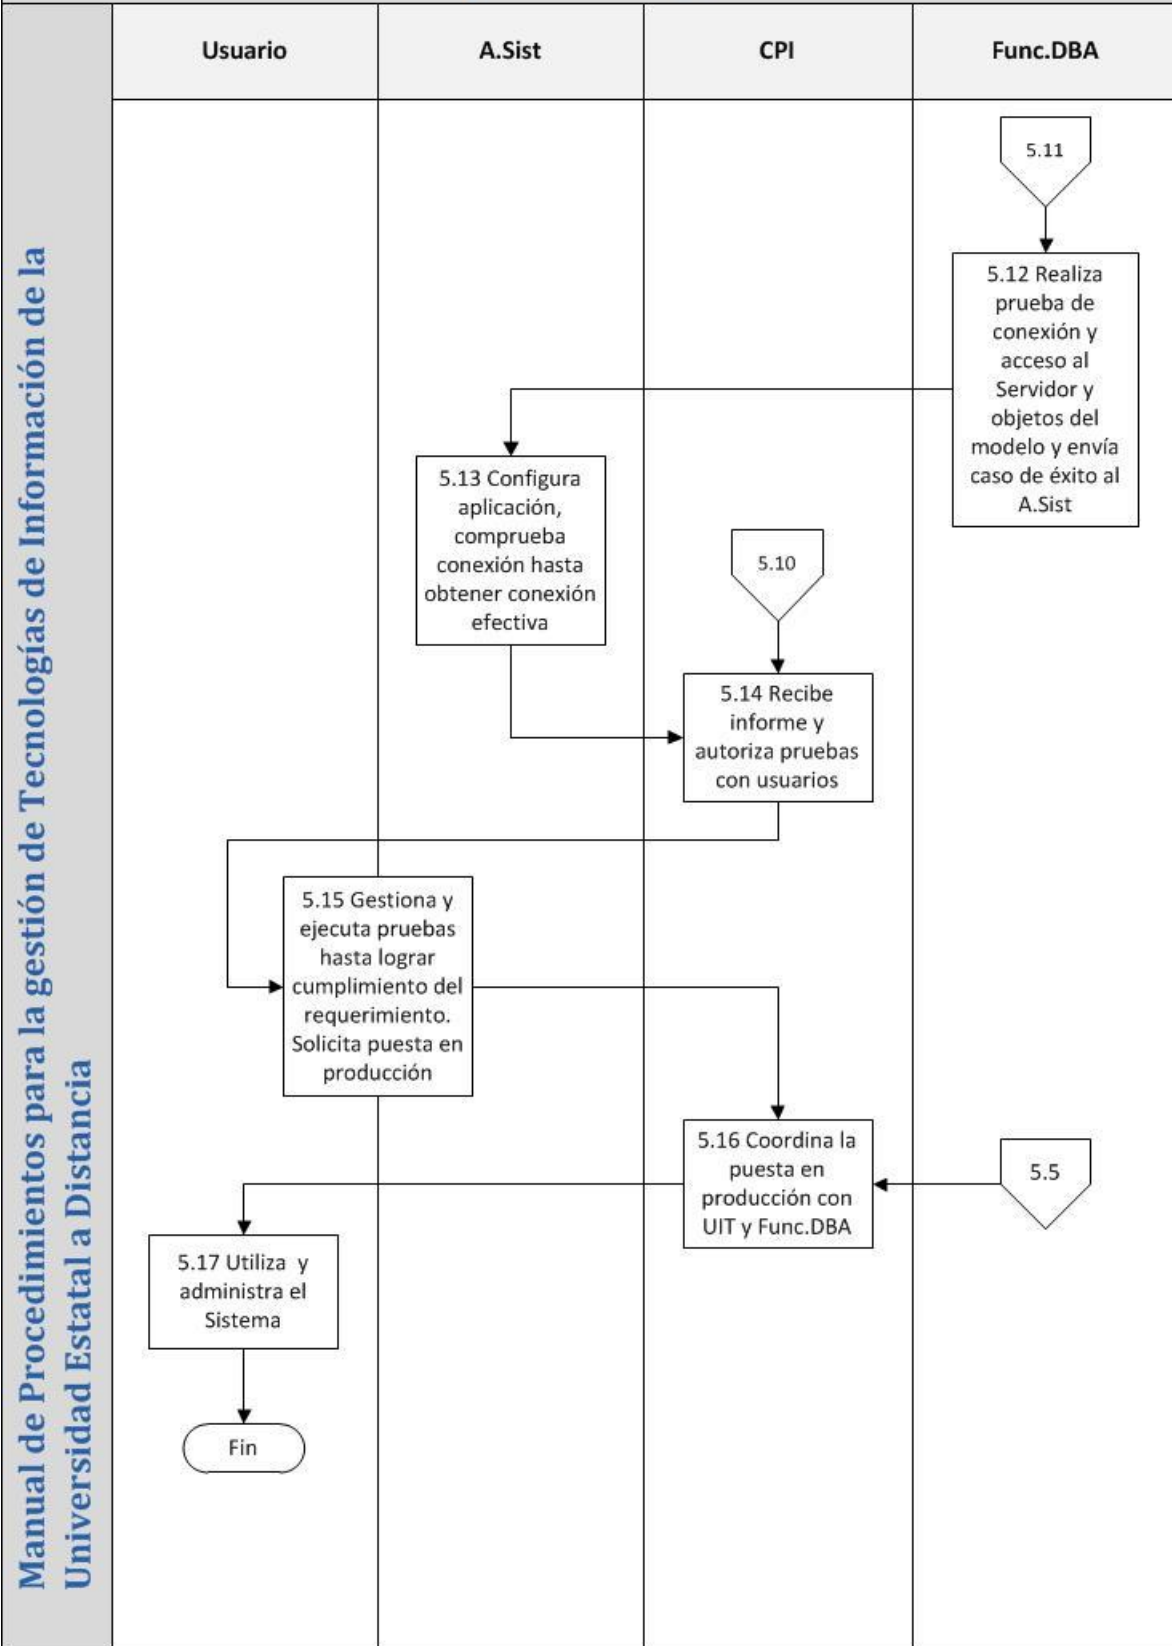 Manual de Procedimientos para la gestión de Tecnologías de Información de la
Universidad Estatal a Distancia
Usuario
A.Sist
CPI
Func.DBA
5.11
5.12 Realiza
prueba de
conexión y
acceso al
Servidor y
objetos del
modelo y envía
caso de éxito al
A.Sist
5.13 Configura
aplicación,
comprueba
conexión hasta
obtener conexión
efectiva
5.10
5.14 Recibe
informe y
autoriza pruebas
con usuarios
5.15 Gestiona y
ejecuta pruebas
hasta lograr
cumplimiento del
requerimiento.
Solicita puesta en
producción
5.16 Coordina la
puesta en
producción con
UIT y Func.DBA
5.5
5.17 Utiliza  y
administra el
Sistema
Fin